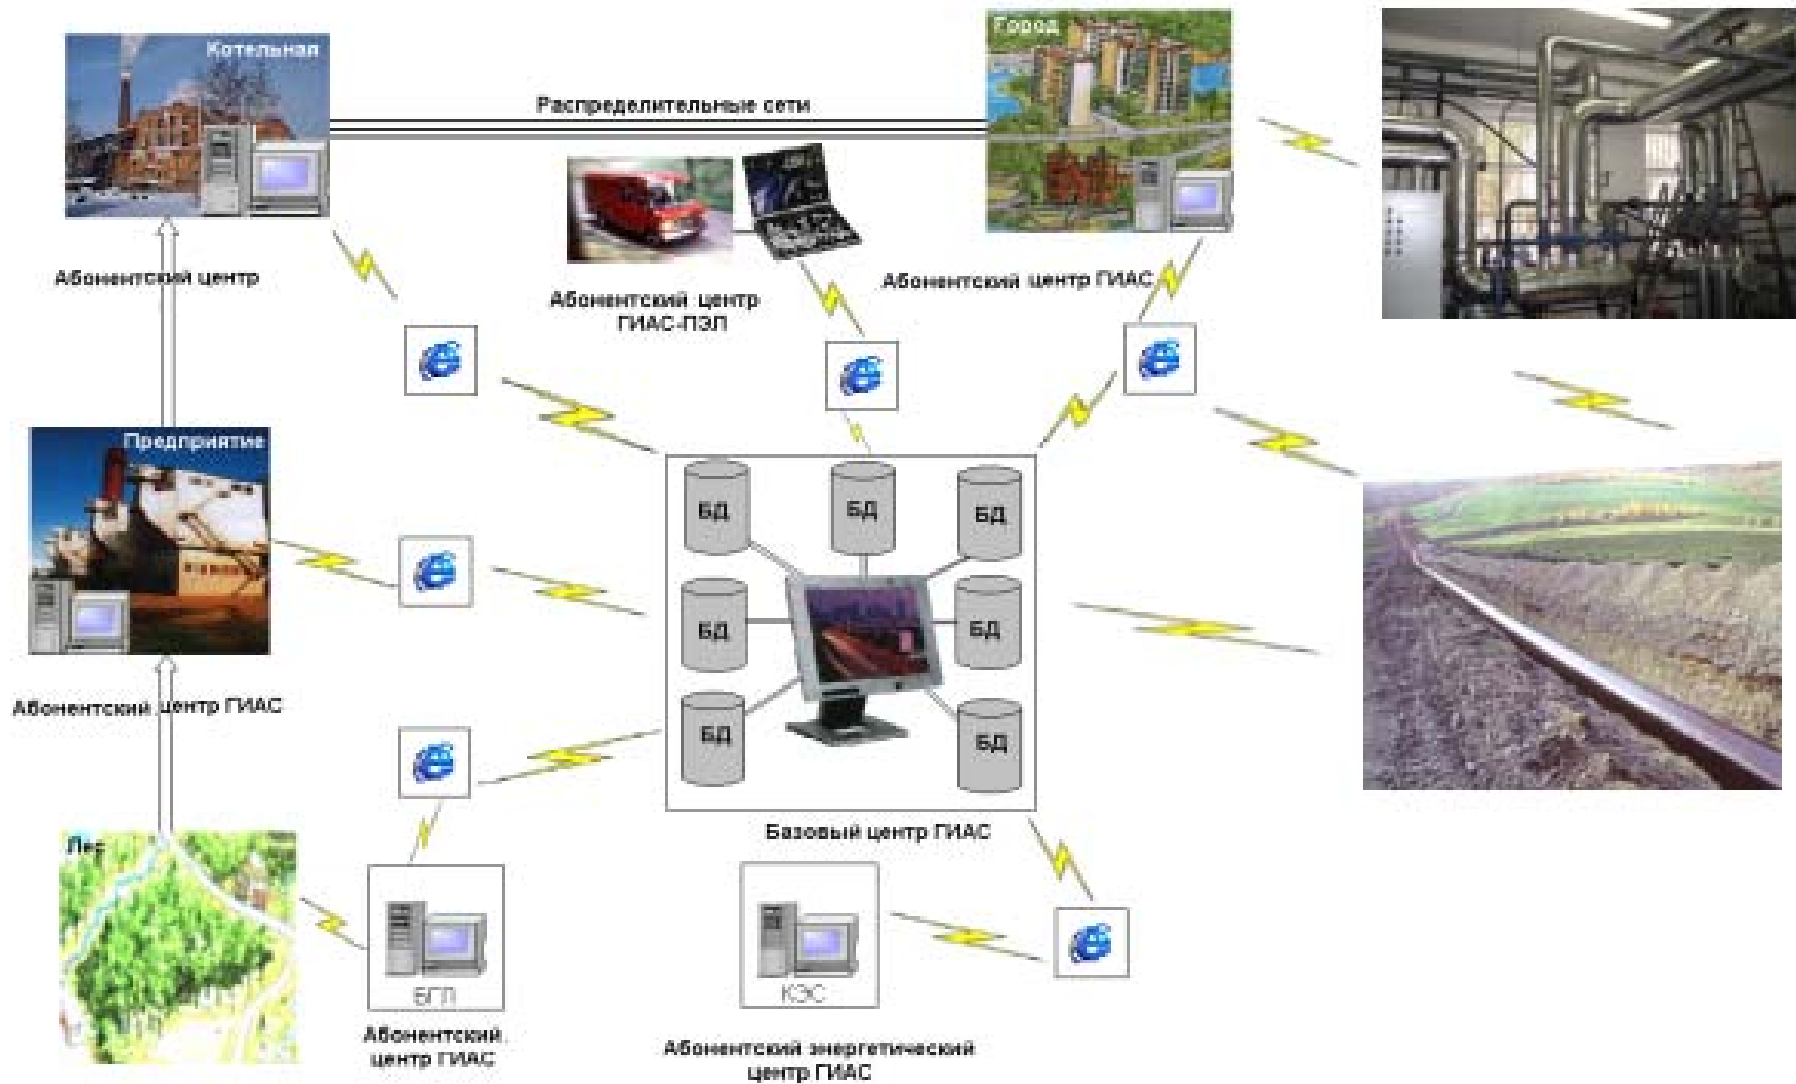 Котельная
Город
Распределительные сети
Абонентский центр
Абонентский центр
ГИАС-ПЭЛ
Абонентский центр ГИАС
Предприятие
БД
БД
БД
БД
БД
БД
БД
Абонентский центр ГИАС
Базовый центр ГИАС
Лес
БГЛ
КЭС
Абонентский
центр ГИАС
Абонентский энергетический
центр ГИАС